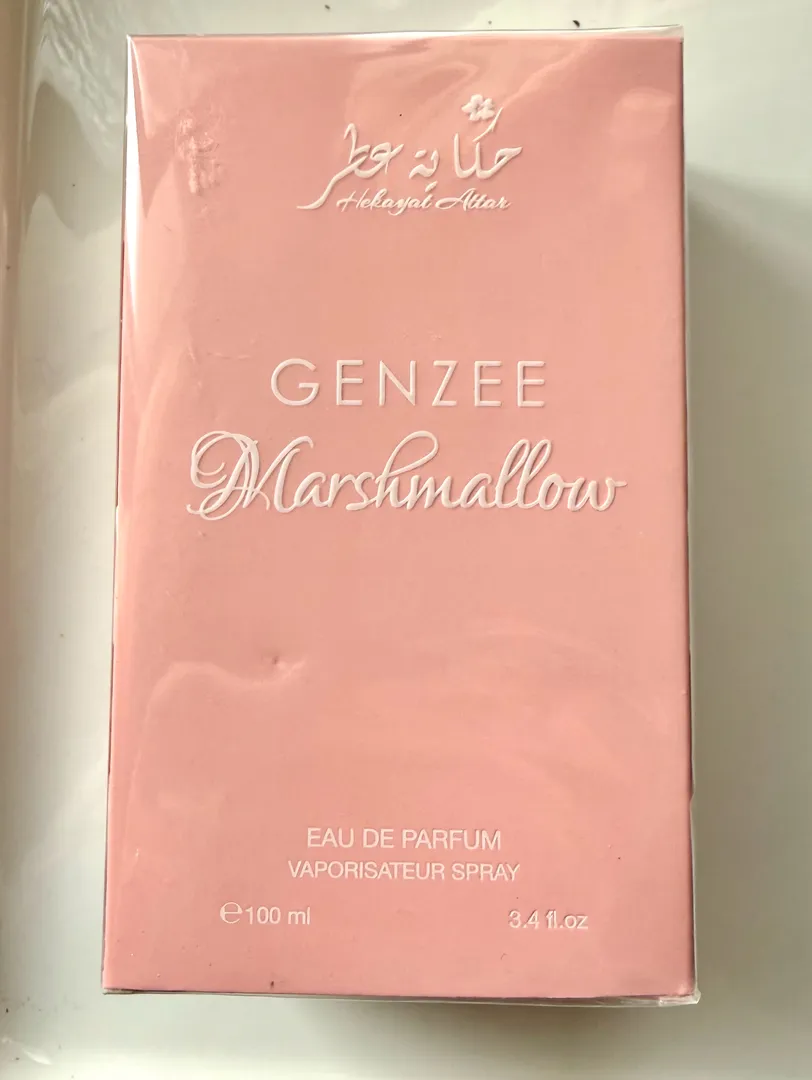 حكاية عطر
Hekayat Attar
GENZEE
Marshmallow
EAU DE PARFUM
VAPORISATEUR SPRAY
℮100 ml 3.4 fl.oz